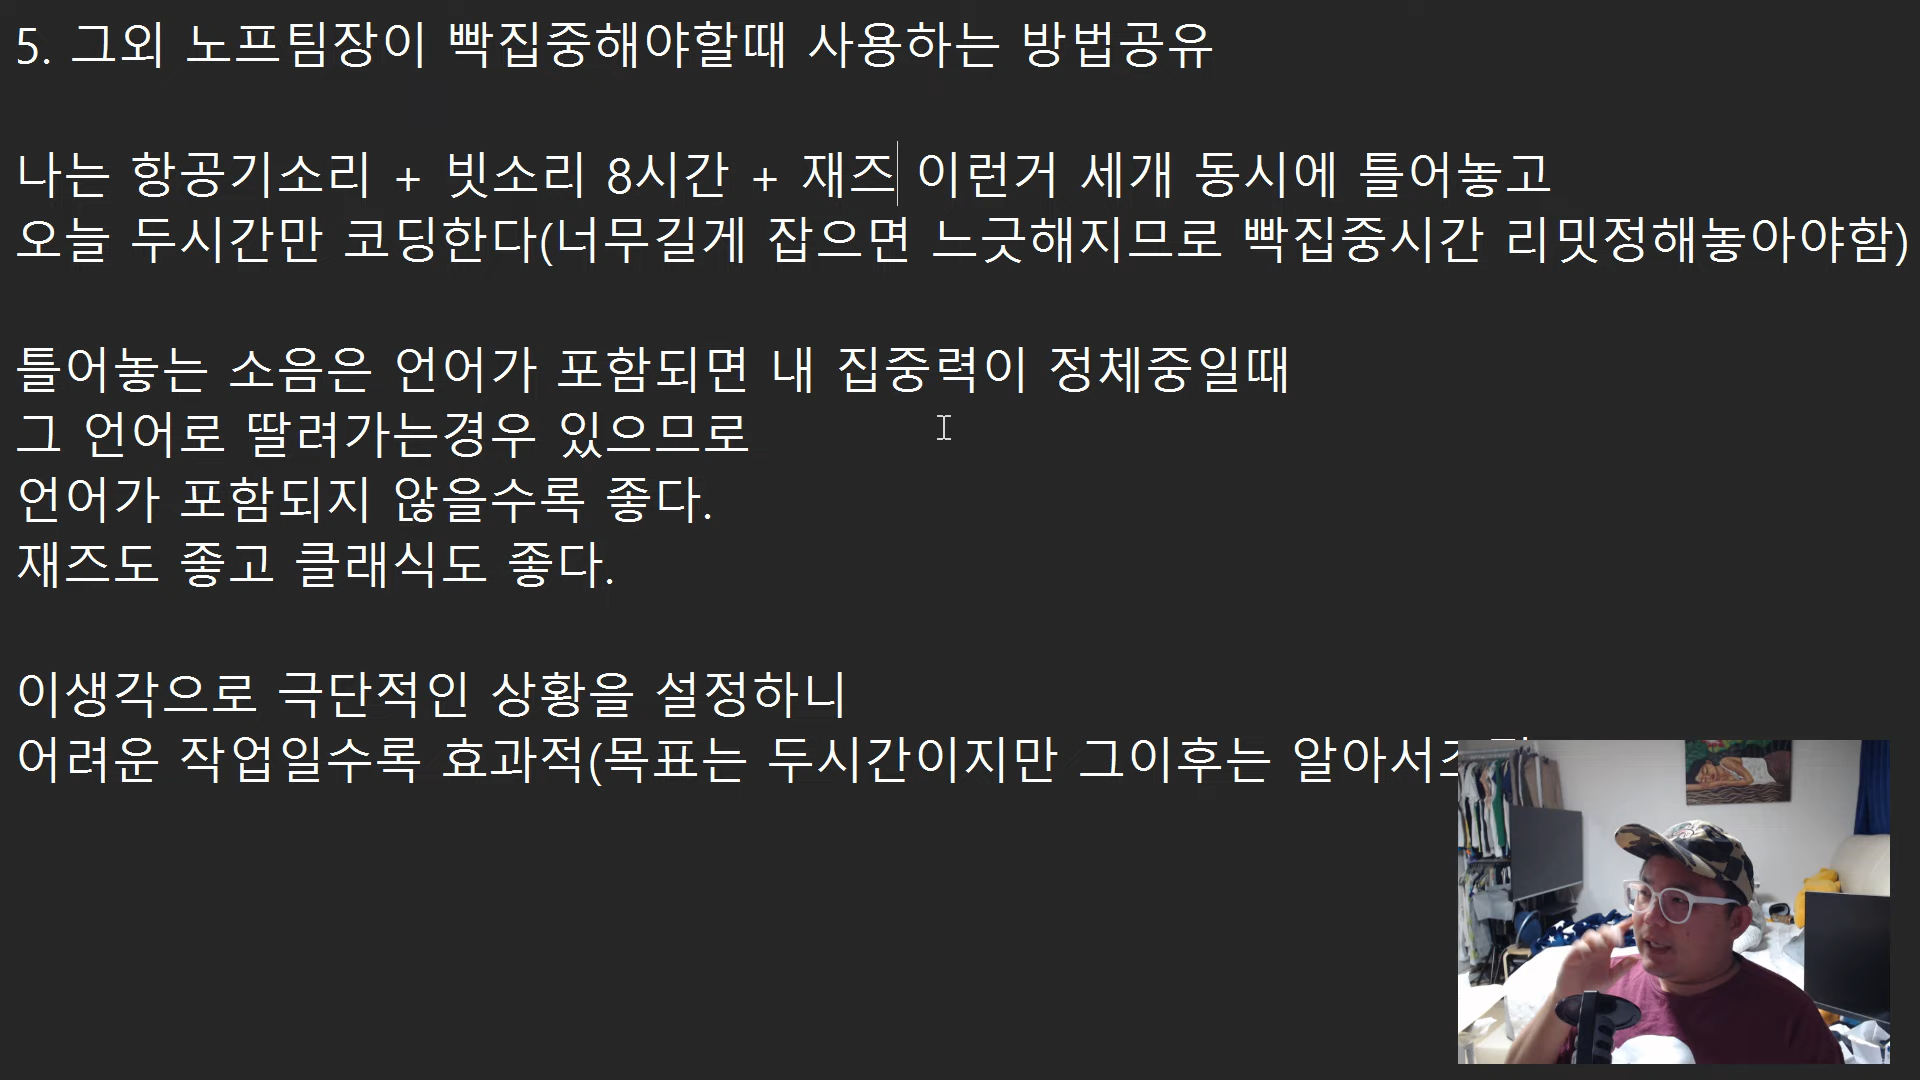 5. 그외 노프팀장이 빡집중해야할때 사용하는 방법공유
나는 항공기소리 + 빗소리 8시간 + 재즈 이런거 세개 동시에 틀어놓고
오늘 두시간만 코딩한다(너무길게 잡으면 느긋해지므로 빡집중시간 리밋정해놓아야함)
틀어놓는 소음은 언어가 포함되면 내 집중력이 정체중일때
그 언어로 딸려가는경우 있으므로
언어가 포함되지 않을수록 좋다.
재즈도 좋고 클래식도 좋다.
이생각으로 극단적인 상황을 설정하니
어려운 작업일수록 효과적(목표는 두시간이지만 그이후는